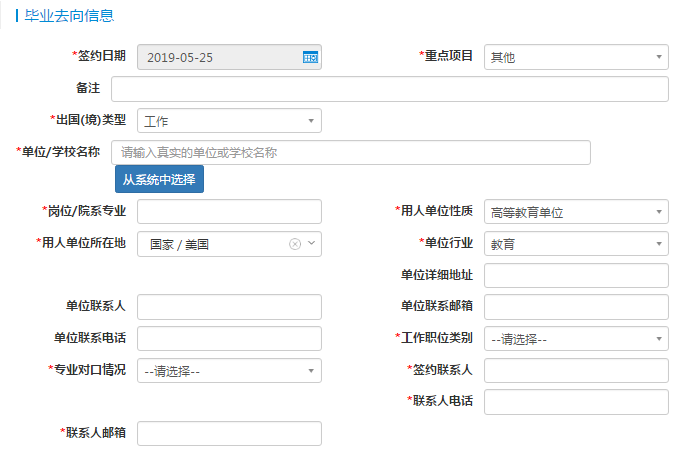 毕业去向信息
*签约日期 2019-05-25 *重点项目 其他
备注
*出国(境)类型 工作
*单位/学校名称 请输入真实的单位或学校名称
从系统中选择
*岗位/院系专业 *用人单位性质 高等教育单位
*用人单位所在地 国家 / 美国 *单位行业 教育
单位详细地址
单位联系人 单位联系邮箱
单位联系电话 *工作职位类别 --请选择--
*专业对口情况 --请选择-- *签约联系人
*联系人电话
*联系人邮箱